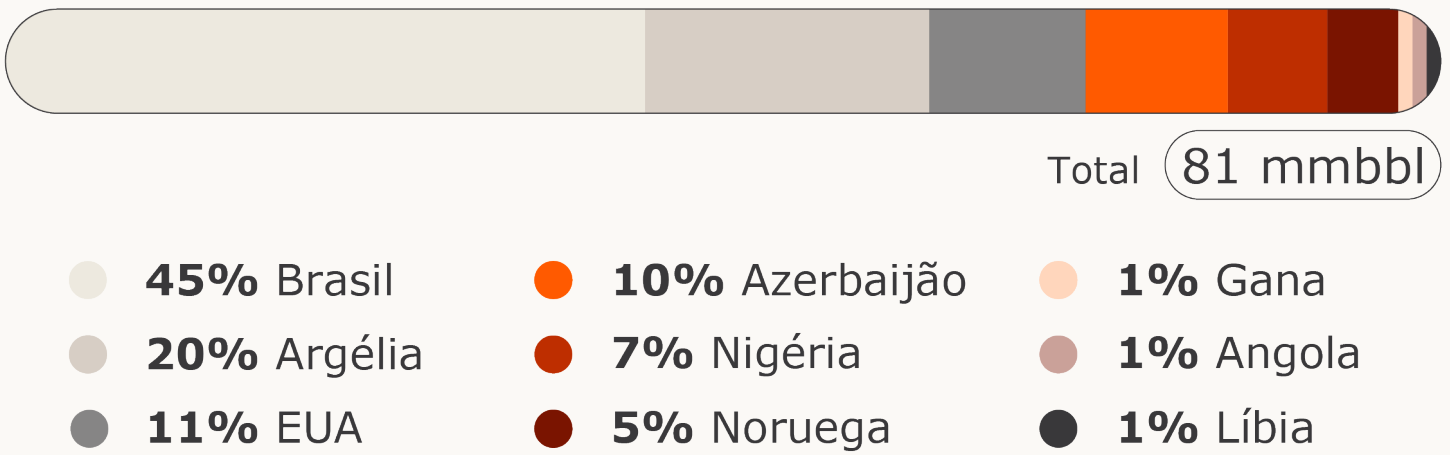 Total 81 mmbbl
45% Brasil
20% Argélia
11% EUA
10% Azerbaijão
7% Nigéria
5% Noruega
1% Gana
1% Angola
1% Líbia